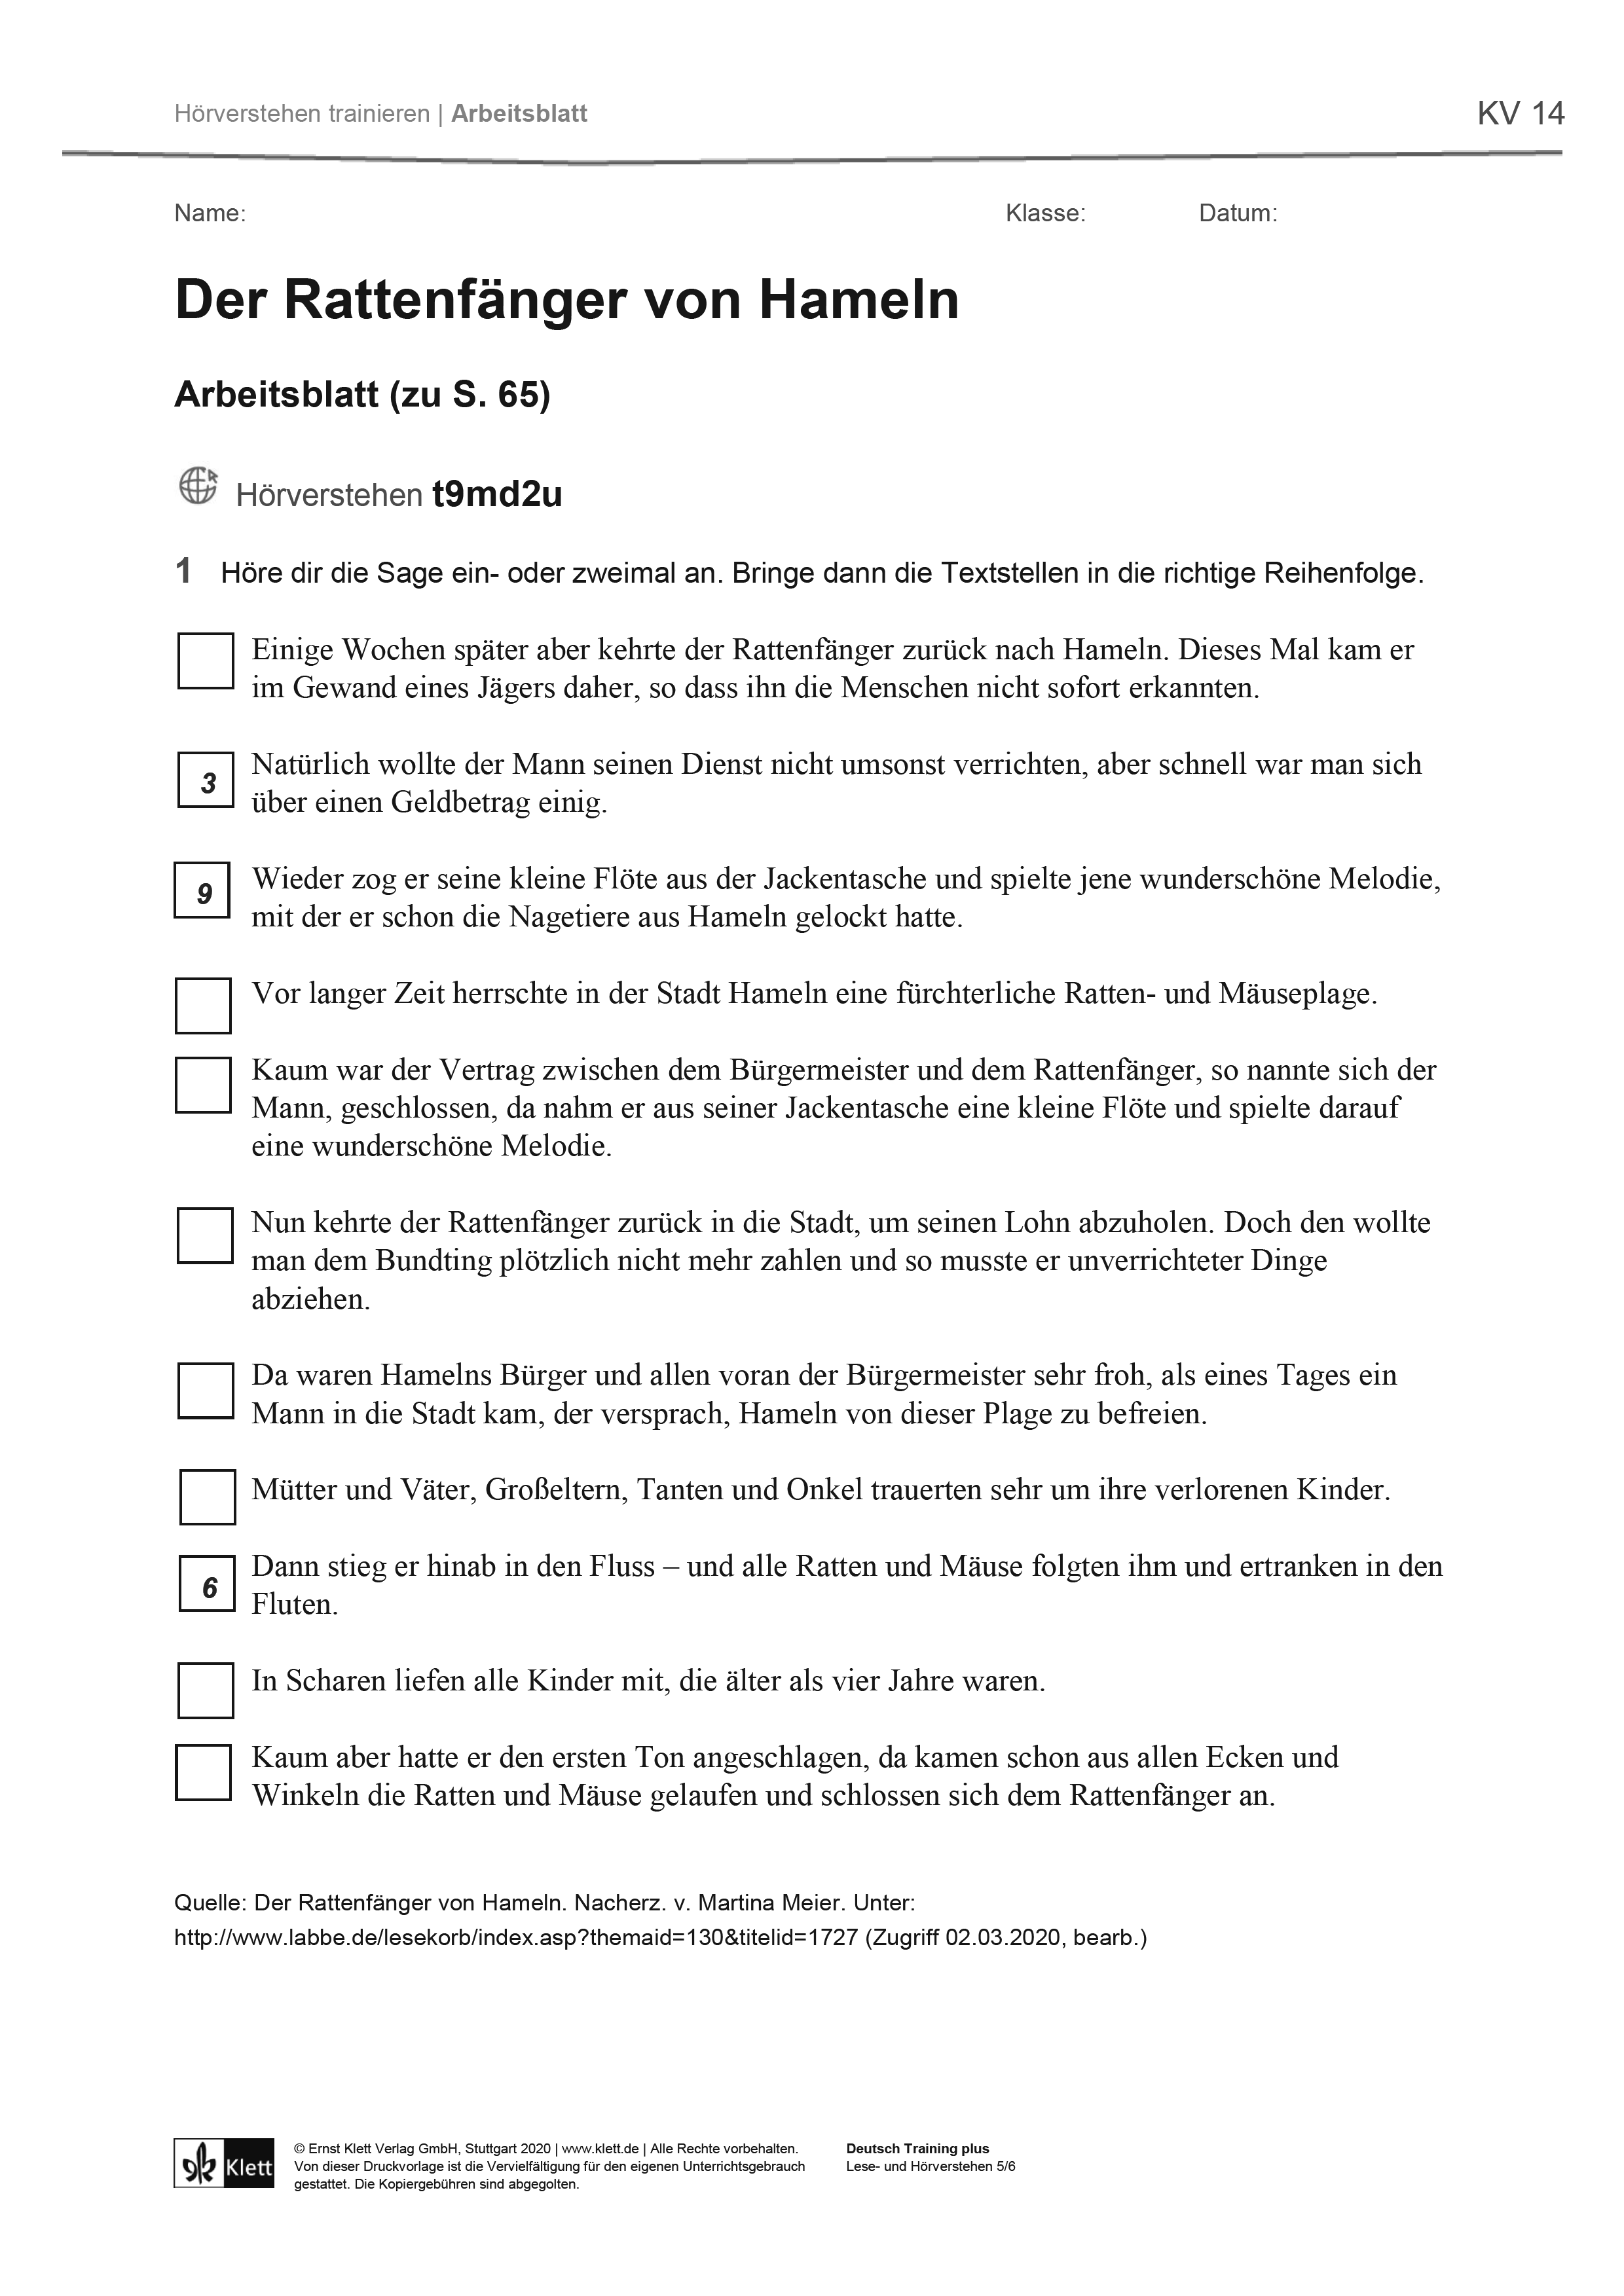 Hörverstehen trainieren | Arbeitsblatt
KV 14
Name:
Klasse:
Datum:
Der Rattenfänger von Hameln
Arbeitsblatt (zu S. 65)
Hörverstehen t9md2u
1 Höre dir die Sage ein- oder zweimal an. Bringe dann die Textstellen in die richtige Reihenfolge.
Einige Wochen später aber kehrte der Rattenfänger zurück nach Hameln. Dieses Mal kam er
im Gewand eines Jägers daher, so dass ihn die Menschen nicht sofort erkannten.
3 Natürlich wollte der Mann seinen Dienst nicht umsonst verrichten, aber schnell war man sich
über einen Geldbetrag einig.
9 Wieder zog er seine kleine Flöte aus der Jackentasche und spielte jene wunderschöne Melodie,
mit der er schon die Nagetiere aus Hameln gelockt hatte.
Vor langer Zeit herrschte in der Stadt Hameln eine fürchterliche Ratten- und Mäuseplage.
Kaum war der Vertrag zwischen dem Bürgermeister und dem Rattenfänger, so nannte sich der
Mann, geschlossen, da nahm er aus seiner Jackentasche eine kleine Flöte und spielte darauf
eine wunderschöne Melodie.
Nun kehrte der Rattenfänger zurück in die Stadt, um seinen Lohn abzuholen. Doch den wollte
man dem Bundting plötzlich nicht mehr zahlen und so musste er unverrichteter Dinge
abziehen.
Da waren Hamelns Bürger und allen voran der Bürgermeister sehr froh, als eines Tages ein
Mann in die Stadt kam, der versprach, Hameln von dieser Plage zu befreien.
Mütter und Väter, Großeltern, Tanten und Onkel trauerten sehr um ihre verlorenen Kinder.
6 Dann stieg er hinab in den Fluss – und alle Ratten und Mäuse folgten ihm und ertranken in den
Fluten.
In Scharen liefen alle Kinder mit, die älter als vier Jahre waren.
Kaum aber hatte er den ersten Ton angeschlagen, da kamen schon aus allen Ecken und
Winkeln die Ratten und Mäuse gelaufen und schlossen sich dem Rattenfänger an.
Quelle: Der Rattenfänger von Hameln. Nacherz. v. Martina Meier. Unter:
http://www.labbe.de/lesekorb/index.asp?themaid=130&titelid=1727 (Zugriff 02.03.2020, bearb.)
Klett
© Ernst Klett Verlag GmbH, Stuttgart 2020 | www.klett.de | Alle Rechte vorbehalten.
Von dieser Druckvorlage ist die Vervielfältigung für den eigenen Unterrichtsgebrauch
gestattet. Die Kopiergebühren sind abgegolten.
Deutsch Training plus
Lese- und Hörverstehen 5/6